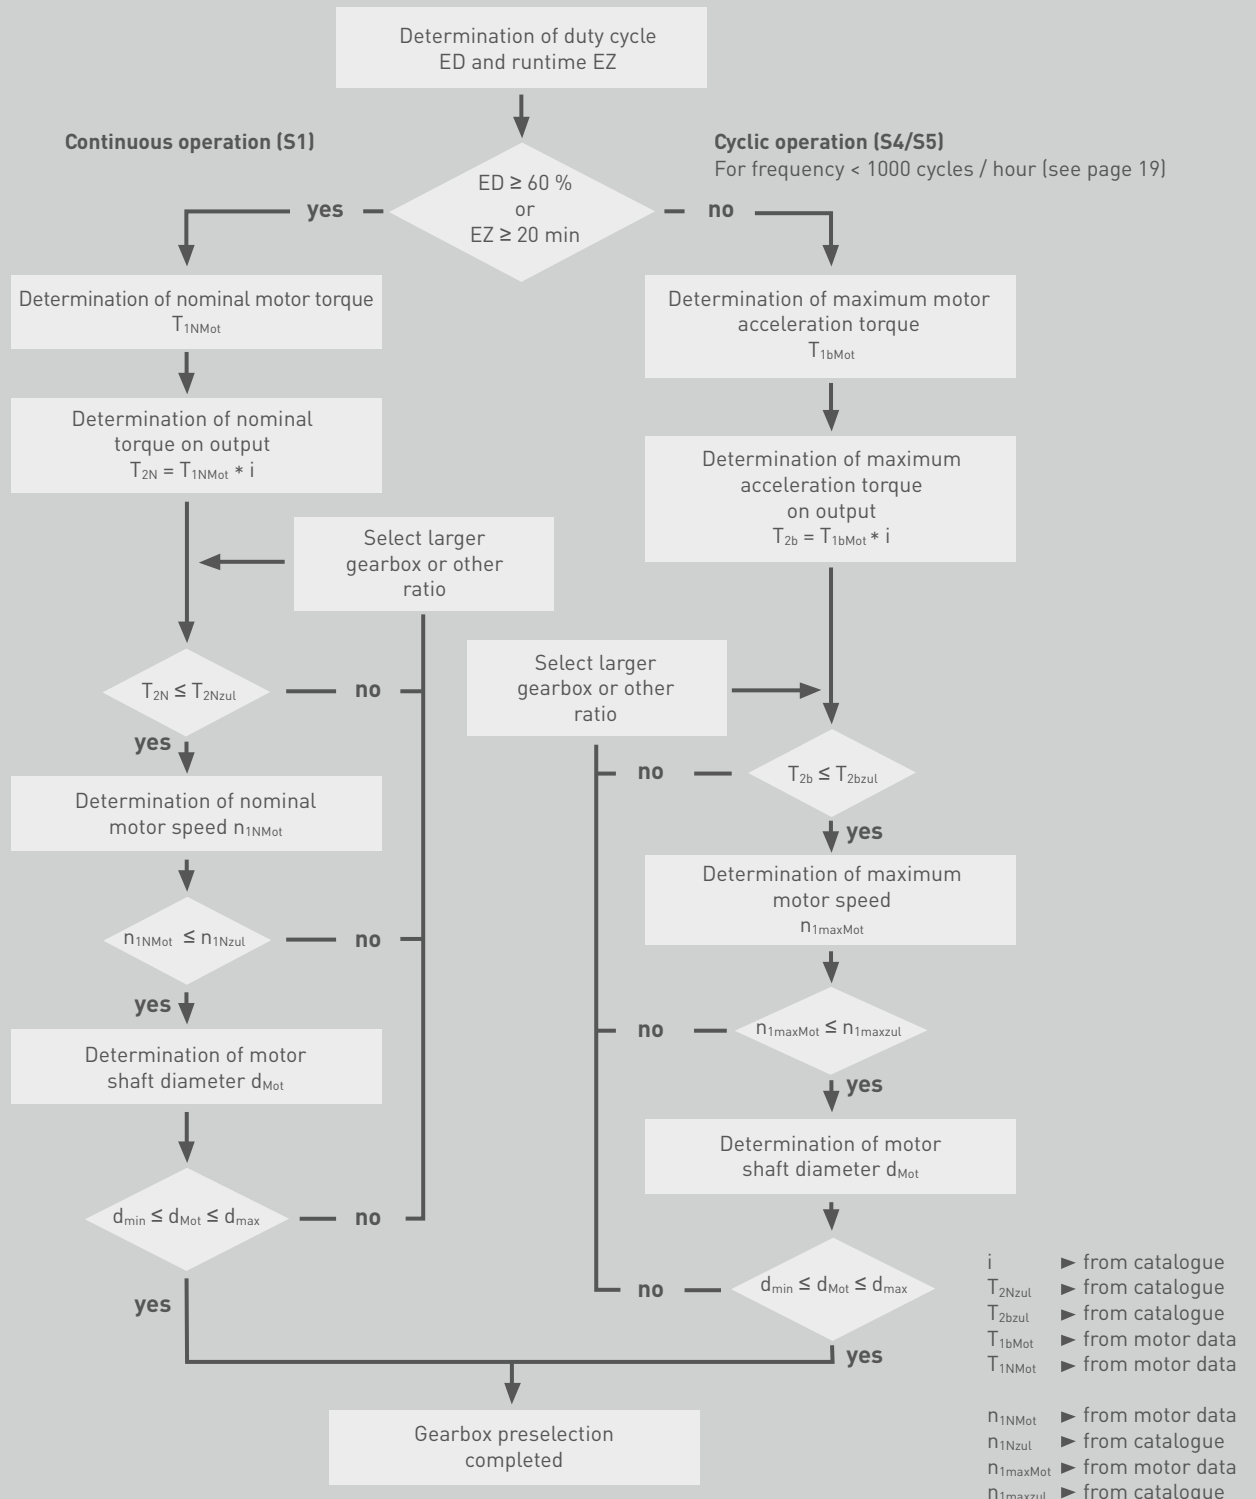 Determination of duty cycle
ED and runtime EZ
Continuous operation (S1)
Cyclic operation (S4/S5)
For frequency < 1000 cycles / hour (see page 19)
ED ≥ 60 %
or
EZ ≥ 20 min
yes
no
Determination of nominal motor torque
T1NMot
Determination of nominal
torque on output
T2N = T1NMot * i
Select larger
gearbox or other
ratio
T2N ≤ T2Nzul
no
yes
Determination of nominal
motor speed n1NMot
n1NMot ≤ n1Nzul
no
yes
Determination of motor
shaft diameter dMot
dmin ≤ dMot ≤ dmax
no
yes
Determination of maximum motor
acceleration torque
T1bMot
Determination of maximum
acceleration torque
on output
T2b = T1bMot * i
Select larger
gearbox or other
ratio
T2b ≤ T2bzul
no
yes
Determination of maximum
motor speed
n1maxMot
n1maxMot ≤ n1maxzul
no
yes
Determination of motor
shaft diameter dMot
dmin ≤ dMot ≤ dmax
no
yes
Gearbox preselection
completed
i ► from catalogue
T2Nzul ► from catalogue
T2bzul ► from catalogue
T1bMot ► from motor data
T1NMot ► from motor data
n1NMot ► from motor data
n1Nzul ► from catalogue
n1maxMot ► from motor data
n1maxzul ► from catalogue